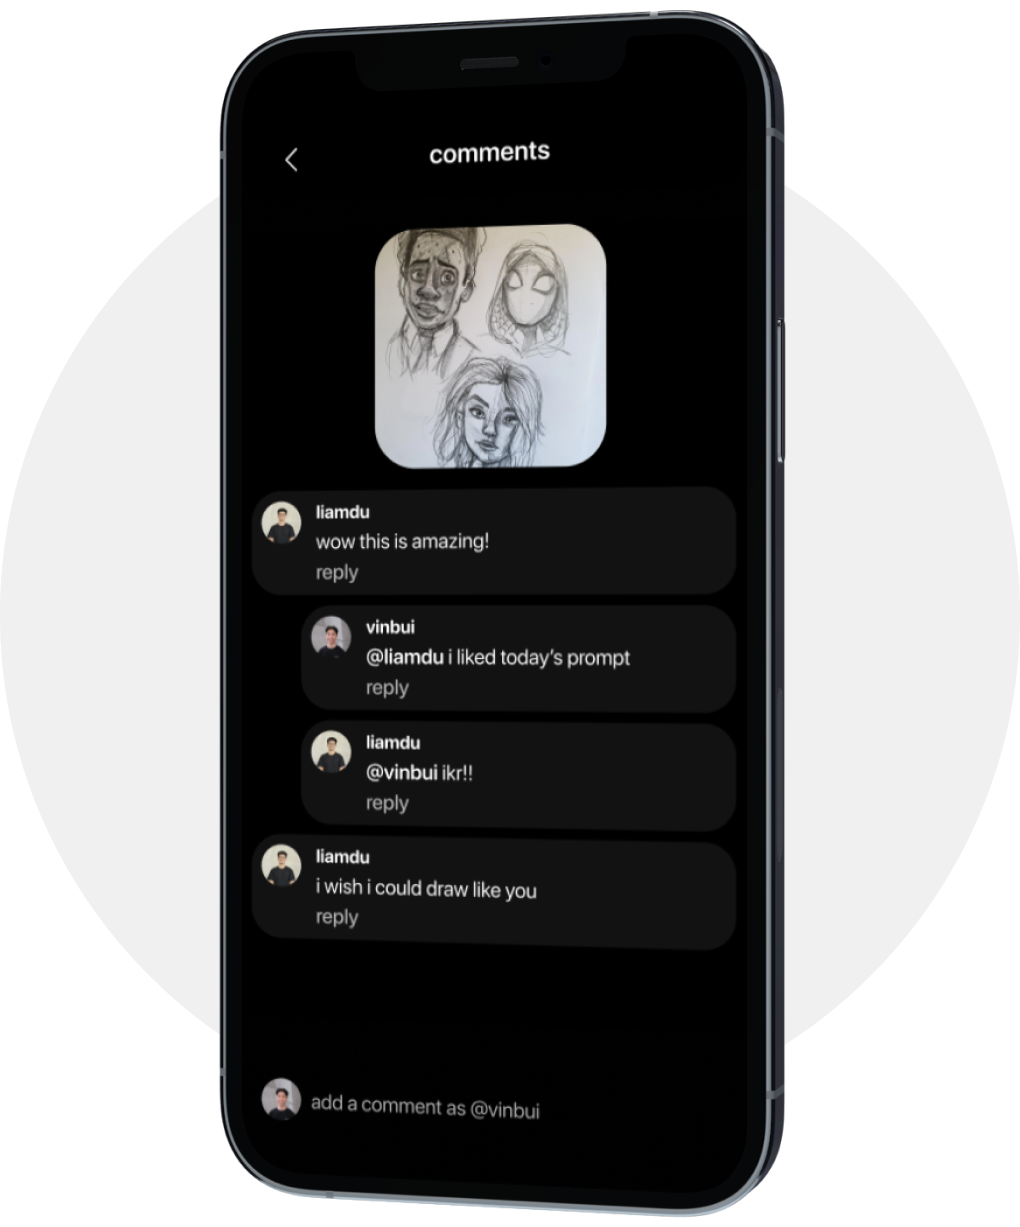 comments
liamdu
wow this is amazing!
reply
vinbui
@liamdu i liked today's prompt
reply
liamdu
@vinbui ikr!!
reply
liamdu
i wish i could draw like you
reply
add a comment as @vinbui